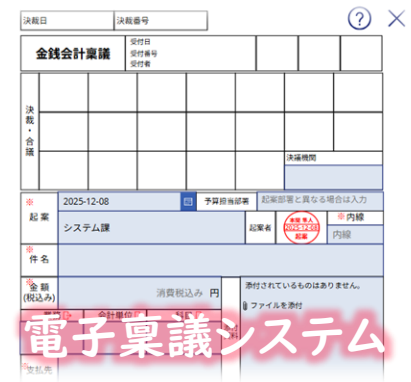 決裁日 決裁番号
金銭会計稟議
受付日
受付番号
受付者
決裁・合議
決議機関
※
起案
2025-12-08
予算担当部署
起案部署と異なる場合は入力
システム課
起案者
2025-12-08
起案
※内線
内線
※
件名
※
金額
(税込み)
消費税込み 円
添付されているものはありません。
ファイルを添付
会計単位
電子稟議システム
※
支払先